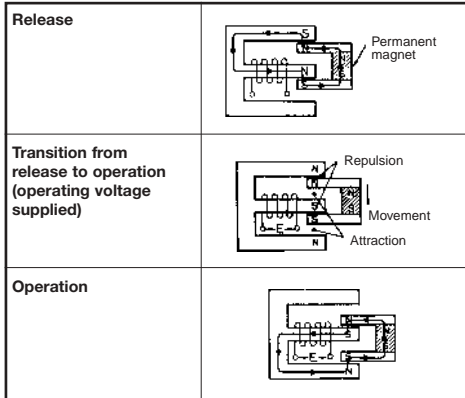 Release
S
N
S
Permanent
magnet
Transition from
release to operation
(operating voltage
supplied)
N
N
S
S
E
N
Repulsion
Movement
Attraction
Operation
N
S
S
E
N